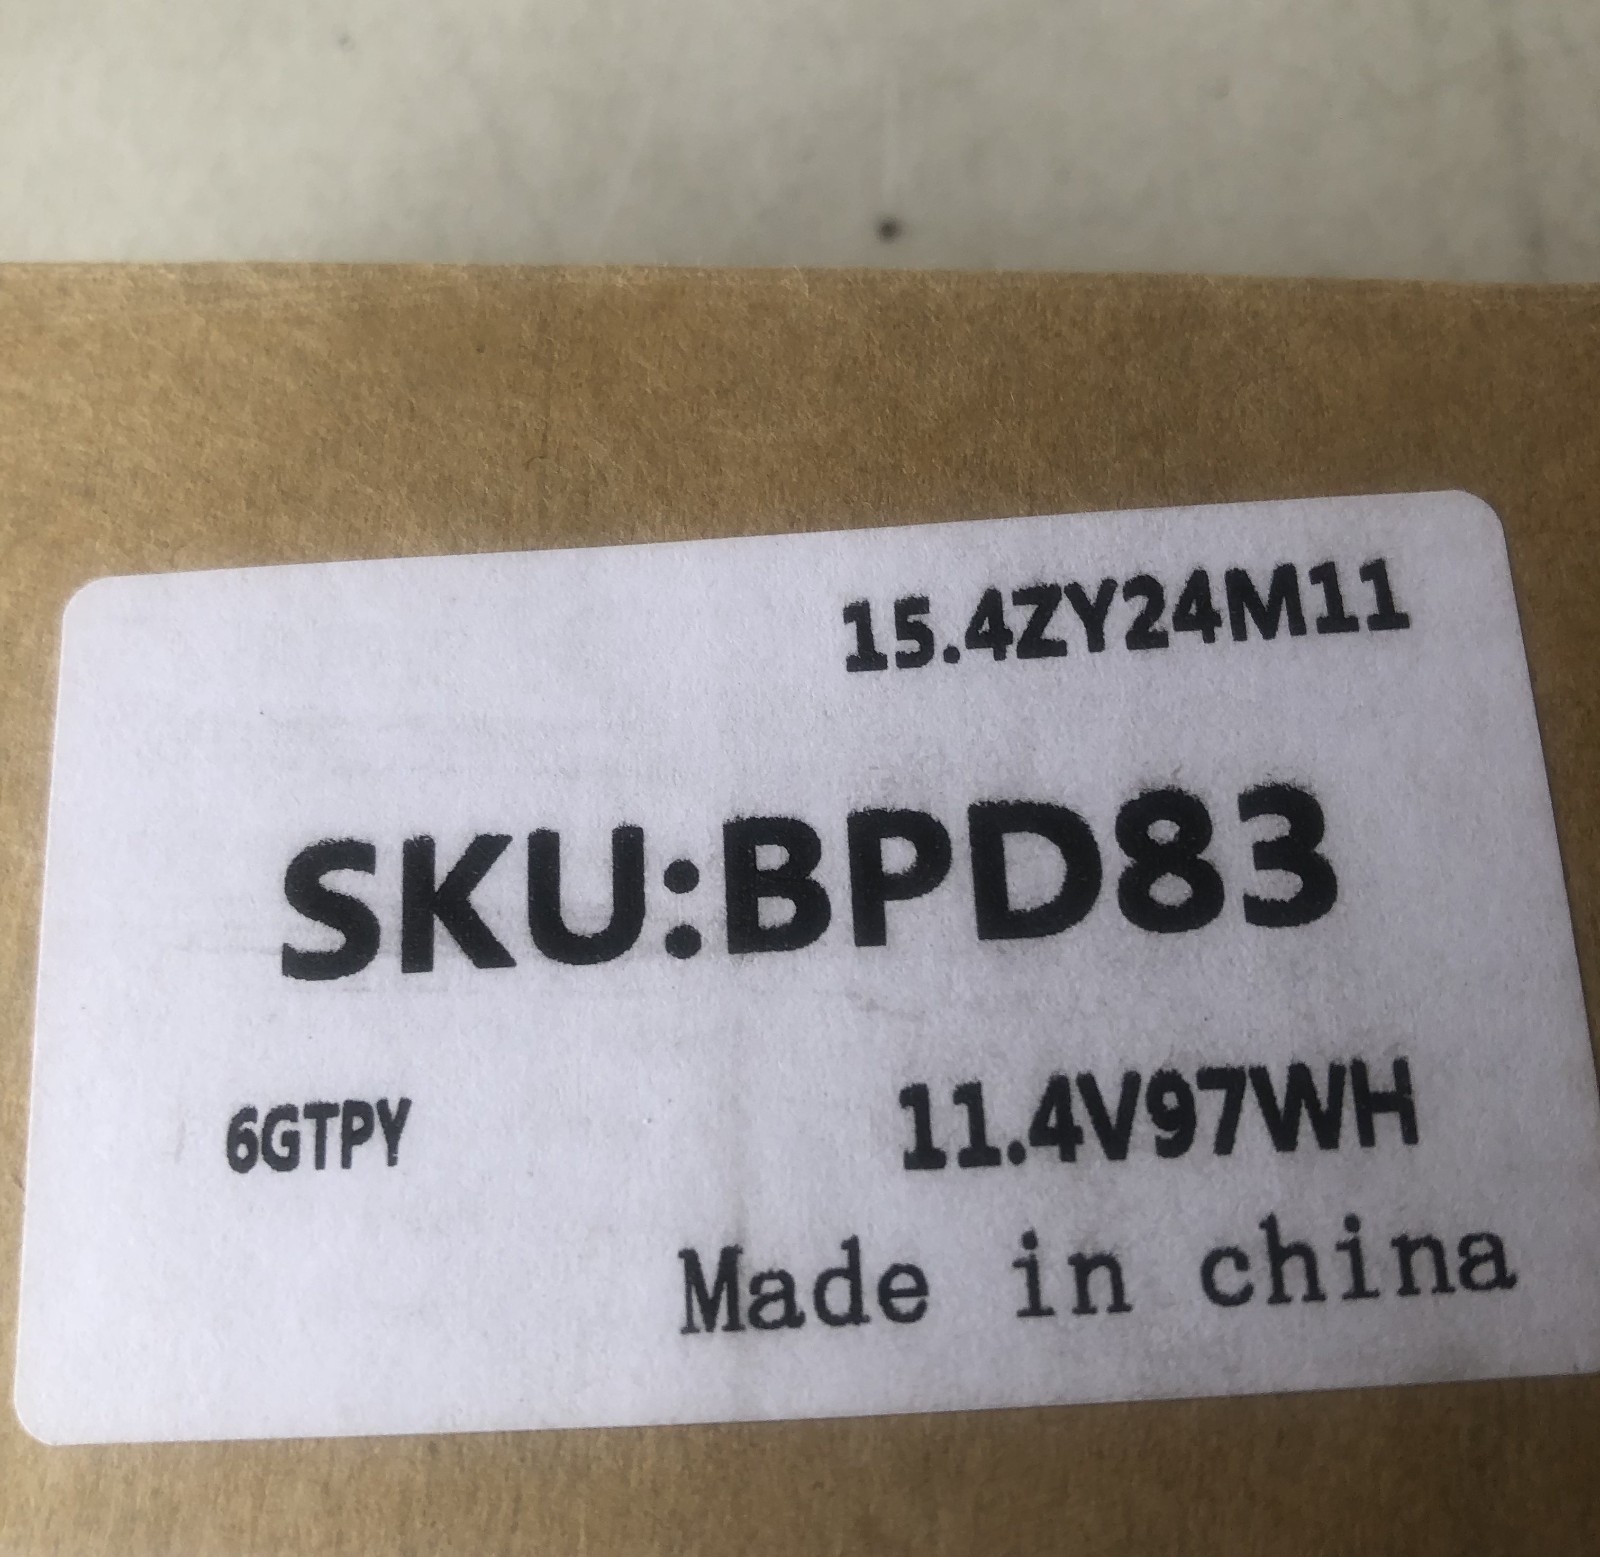 15.4ZY24M11
SKU:BPD83
6GTPY 11.4V97WH
Made in china